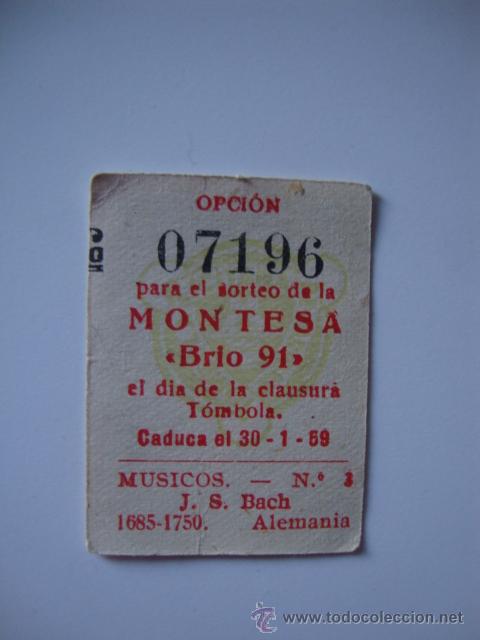 OPCIÓN
07196
para el sorteo de la
MONTESA
«Brio 91»
el dia de la clausura
Tómbola.
Caduca el 30 - 1 - 59
MUSICOS. — N.º 3
J. S. Bach
1685-1750. Alemania
www.todocoleccion.net